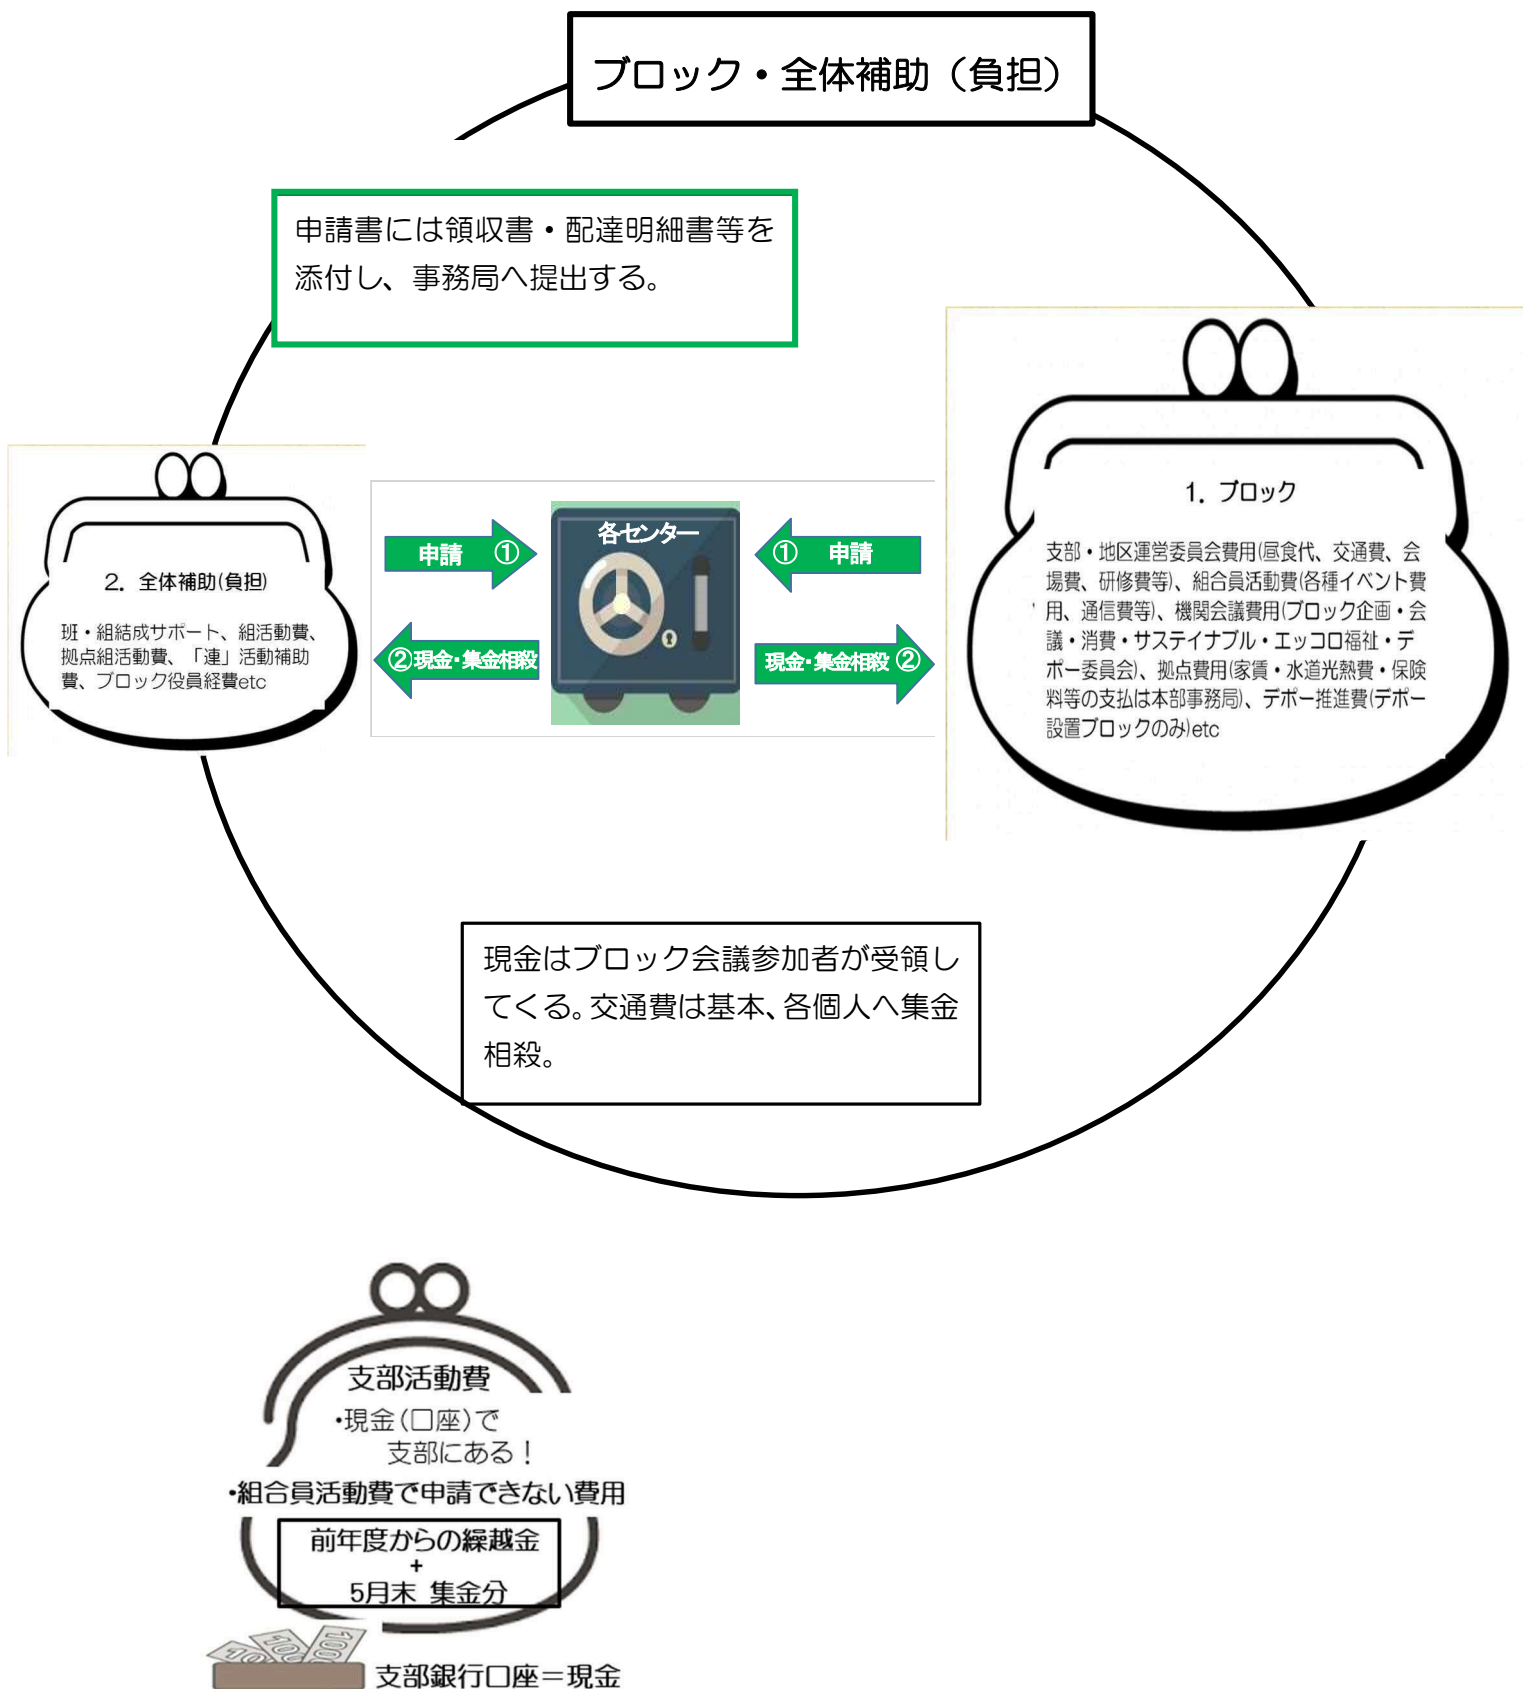 ブロック・全体補助（負担）
申請書には領収書・配達明細書等を
添付し、事務局へ提出する。
1．ブロック
支部・地区運営委員会費用(昼食代、交通費、会
場費、研修費等)、組合員活動費(各種イベント費
用、通信費等)、機関会議費用(ブロック企画・会
議・消費・サステイナブル・エッコロ福祉・デ
ポー委員会)、拠点費用(家賃・水道光熱費・保険
料等の支払は本部事務局)、デポー推進費(デポー
設置ブロックのみ)etc
各センター
申請 ①
① 申請
②現金・集金相殺
現金・集金相殺 ②
2．全体補助(負担)
班・組結成サポート、組活動費、
拠点組活動費、「連」活動補助
費、ブロック役員経費etc
現金はブロック会議参加者が受領し
てくる。交通費は基本、各個人へ集金
相殺。
支部活動費
・現金(口座)で
支部にある！
・組合員活動費で申請できない費用
前年度からの繰越金
+
5月末 集金分
支部銀行口座＝現金